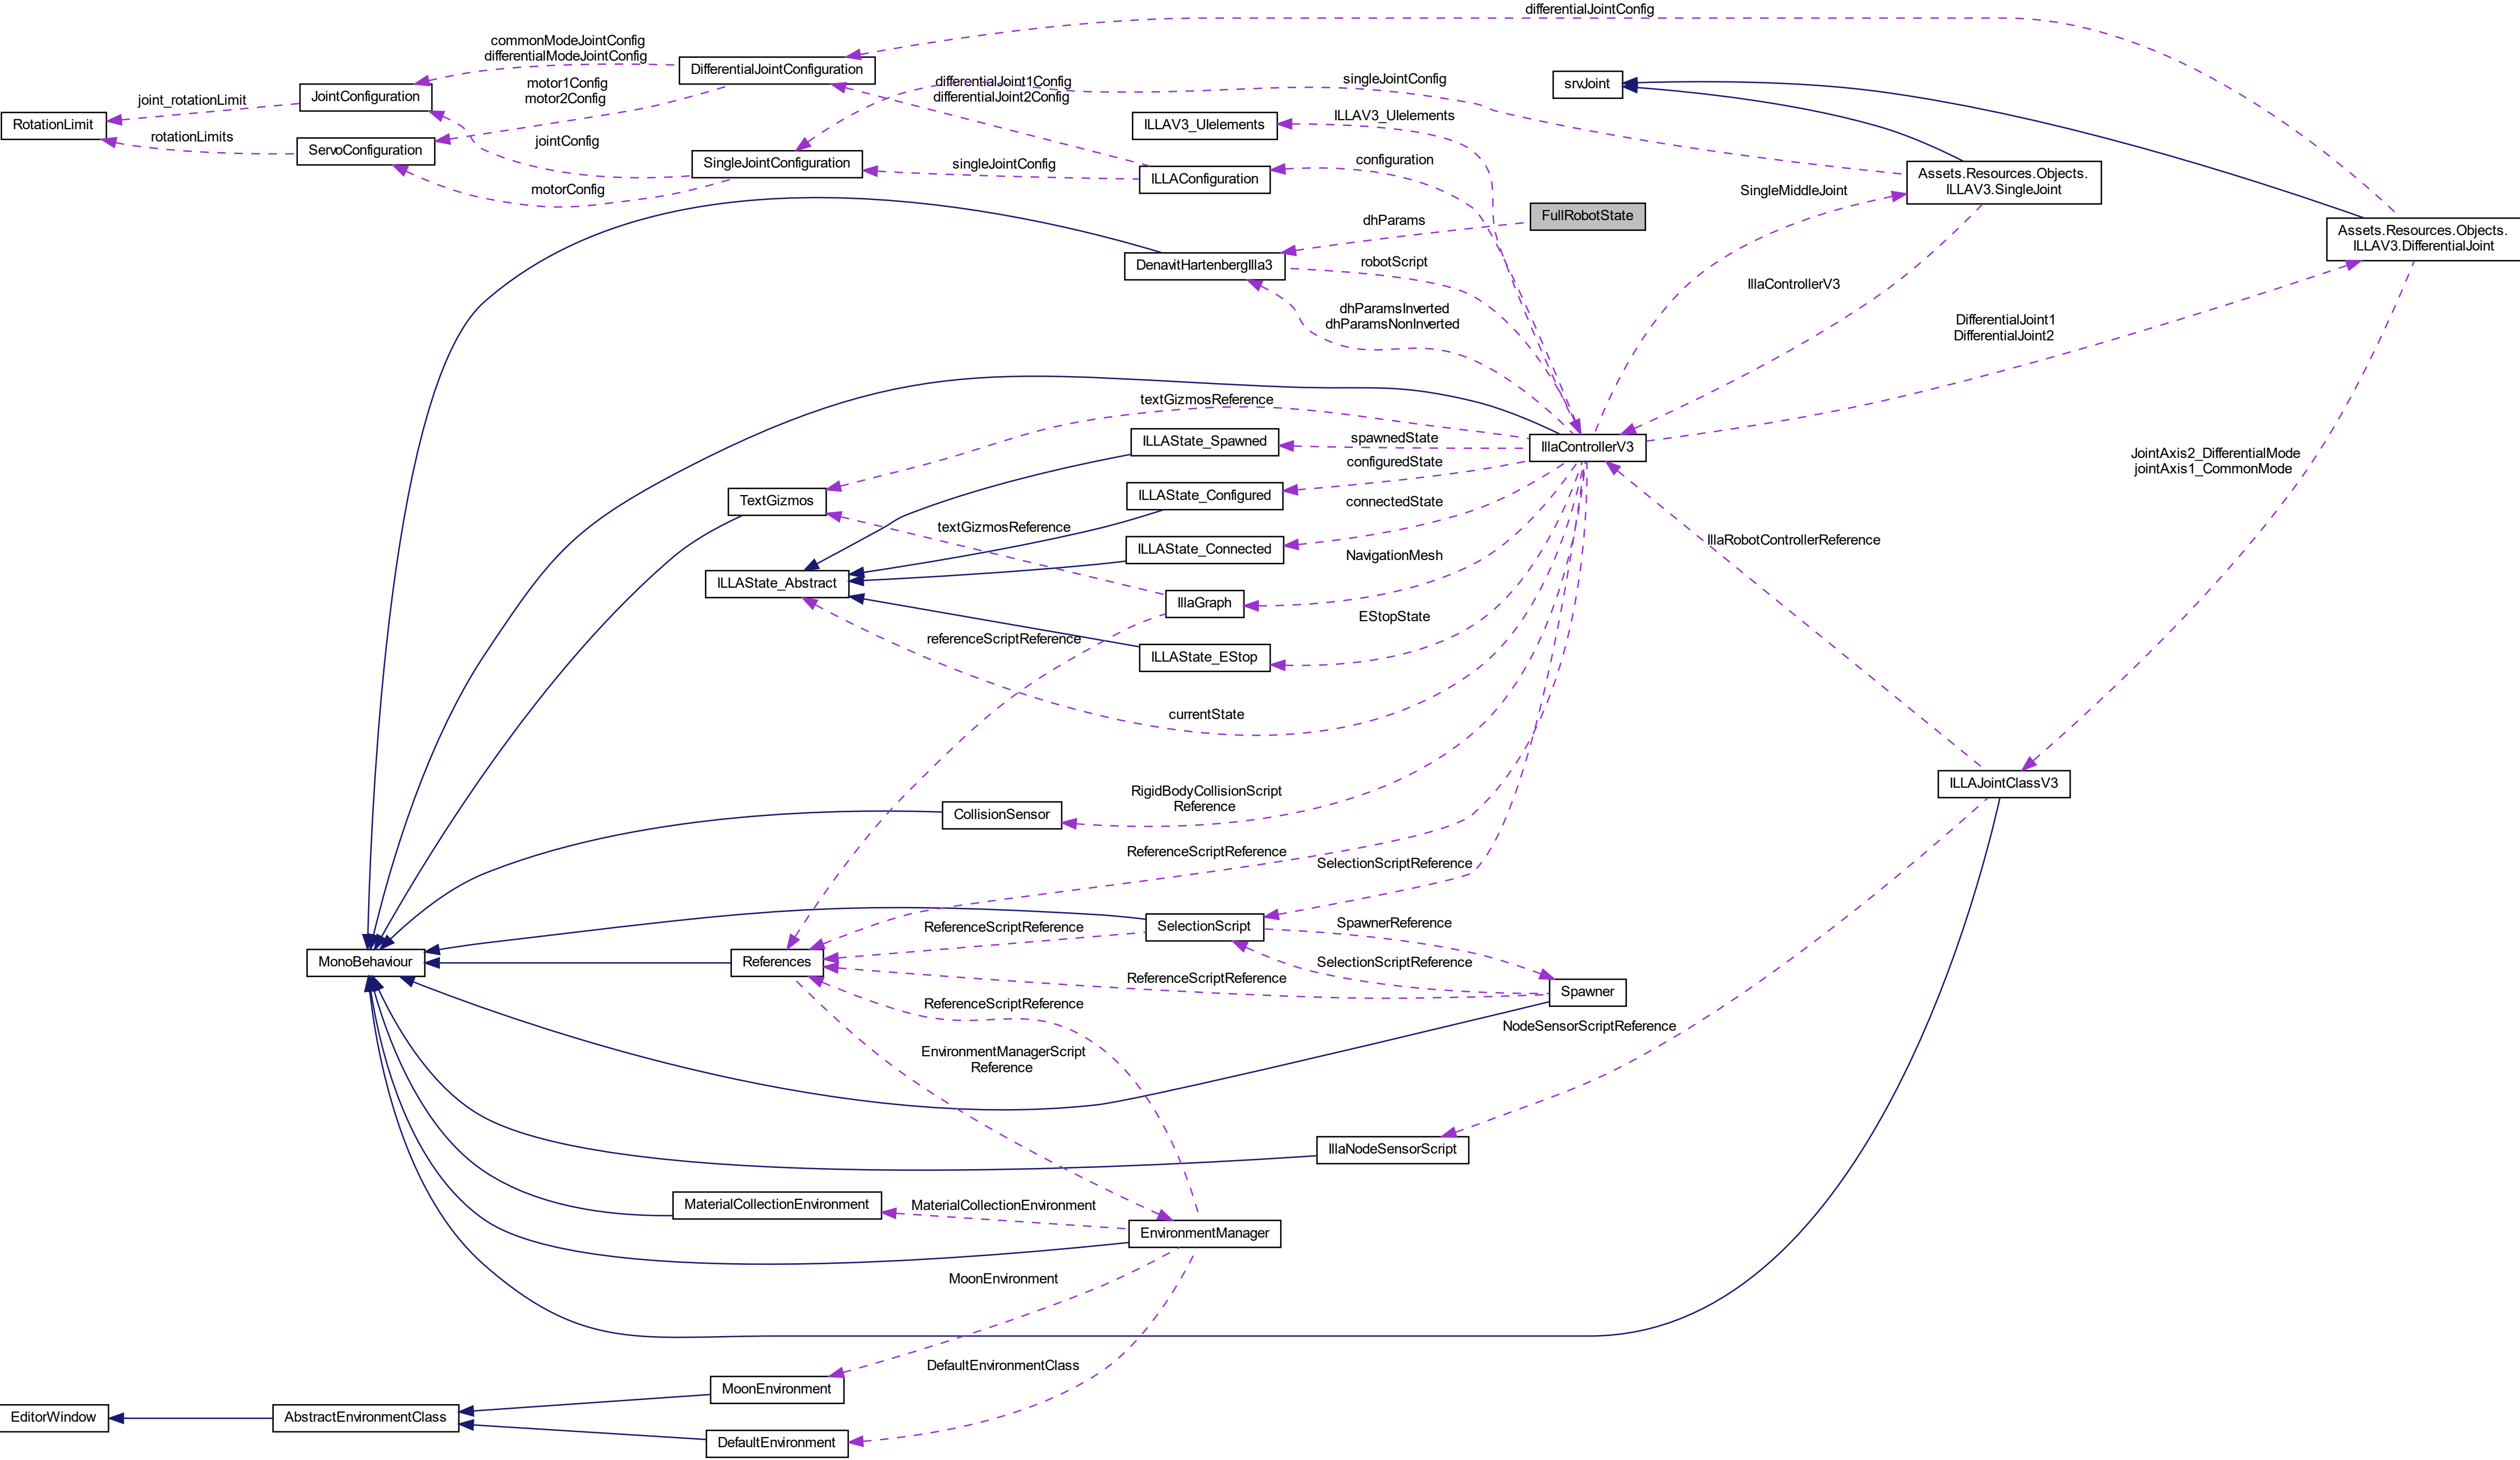 differentialJointConfig
commonModeJointConfig
differentialModeJointConfig
DifferentialJointConfiguration
motor1Config
motor2Config
differentialJoint1Config
differentialJoint2Config
singleJointConfig
srvJoint
joint_rotationLimit
JointConfiguration
RotationLimit
rotationLimits
ServoConfiguration
jointConfig
motorConfig
SingleJointConfiguration
singleJointConfig
ILLAV3_UIelements
ILLAV3_UIelements
configuration
ILLAConfiguration
Assets.Resources.Objects.
ILLAV3.SingleJoint
SingleMiddleJoint
FullRobotState
dhParams
Assets.Resources.Objects.
ILLAV3.DifferentialJoint
DenavitHartenbergIlla3
robotScript
IllaControllerV3
dhParamsInverted
dhParamsNonInverted
DifferentialJoint1
DifferentialJoint2
textGizmosReference
ILLAState_Spawned
spawnedState
IllaControllerV3
configuredState
JointAxis2_DifferentialMode
jointAxis1_CommonMode
TextGizmos
ILLAState_Configured
connectedState
textGizmosReference
ILLAState_Connected
NavigationMesh
IllaRobotControllerReference
ILLAState_Abstract
IllaGraph
EStopState
referenceScriptReference
ILLAState_EStop
currentState
ILLAJointClassV3
RigidBodyCollisionScript
Reference
CollisionSensor
ReferenceScriptReference
SelectionScriptReference
SelectionScript
ReferenceScriptReference
SpawnerReference
MonoBehaviour
References
SelectionScriptReference
ReferenceScriptReference
Spawner
ReferenceScriptReference
NodeSensorScriptReference
EnvironmentManagerScript
Reference
IllaNodeSensorScript
MaterialCollectionEnvironment
MaterialCollectionEnvironment
EnvironmentManager
MoonEnvironment
DefaultEnvironmentClass
MoonEnvironment
EditorWindow
AbstractEnvironmentClass
DefaultEnvironment